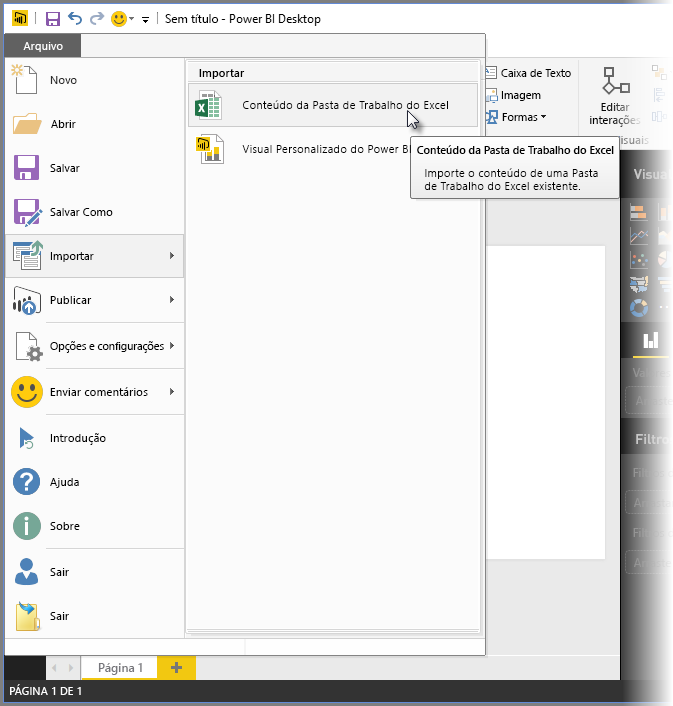 Sem título - Power BI Desktop
Arquivo
Novo
Abrir
Salvar
Salvar Como
Importar
Publicar
Opções e configurações
Enviar comentários
Introdução
Ajuda
Sobre
Sair
Sair
Importar
Conteúdo da Pasta de Trabalho do Excel
Visual Personalizado do Power BI
Conteúdo da Pasta de Trabalho do Excel
Importe o conteúdo de uma Pasta
de Trabalho do Excel existente.
Caixa de Texto
Imagem
Formas
Editar
interações
Página 1
PÁGINA 1 DE 1